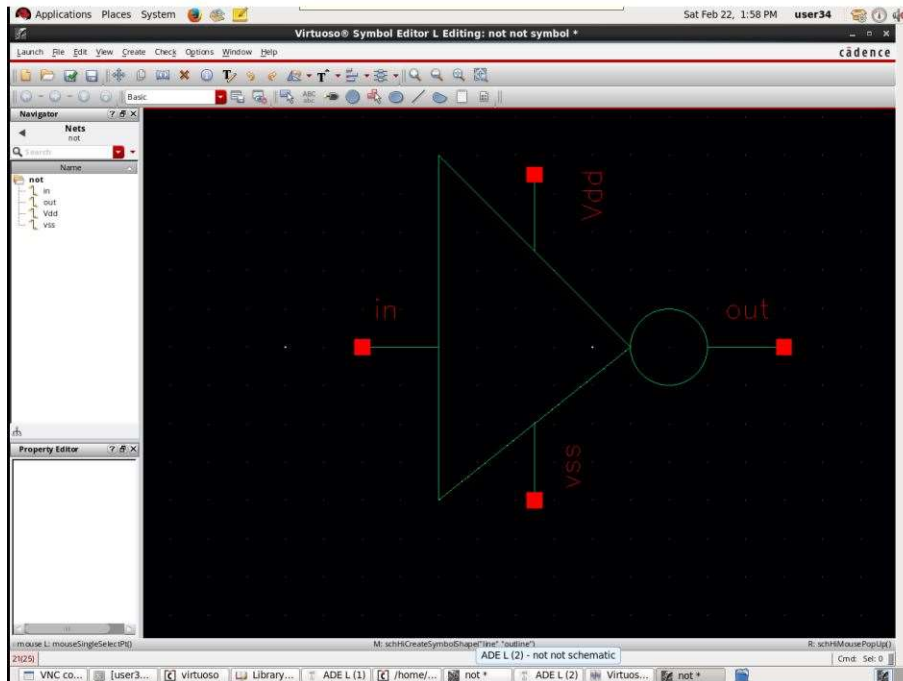 Applications Places System Sat Feb 22, 1:58 PM user34
Virtuoso® Symbol Editor L Editing: not not symbol *
Launch File Edit View Create Check Options Window Help cādence
Basic
Navigator
Nets
not
Search
Name
not
in
out
Vdd
vss
Property Editor
Vdd
in
out
vss
mouse L: mouseSingleSelectPt() M: schHiCreateSymbolShape("line" "outline") R: schHiMousePopUp()
21(25) Cmd: Sel: 0
ADE L (2) - not not schematic
VNC co... [user3... virtuoso Library... ADE L (1) /home/... not * ADE L (2) Virtuos... not *